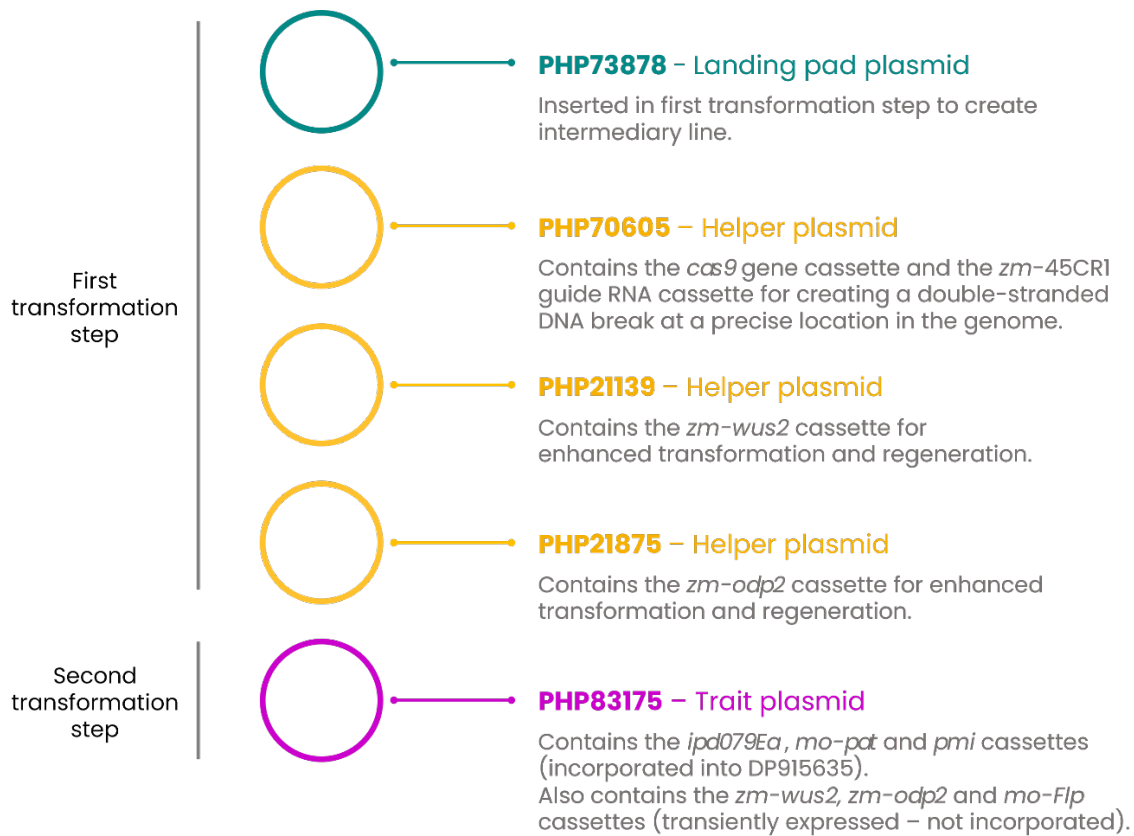 PHP73878 - Landing pad plasmid
Inserted in first transformation step to create
intermediary line.
First
transformation
step
PHP70605 – Helper plasmid
Contains the cas9 gene cassette and the zm-45CR1
guide RNA cassette for creating a double-stranded
DNA break at a precise location in the genome.
PHP21139 – Helper plasmid
Contains the zm-wus2 cassette for
enhanced transformation and regeneration.
PHP21875 – Helper plasmid
Contains the zm-odp2 cassette for enhanced
transformation and regeneration.
Second
transformation
step
PHP83175 – Trait plasmid
Contains the ipd079Ea, mo-pat and pmi cassettes
(incorporated into DP915635).
Also contains the zm-wus2, zm-odp2 and mo-Flp
cassettes (transiently expressed – not incorporated).